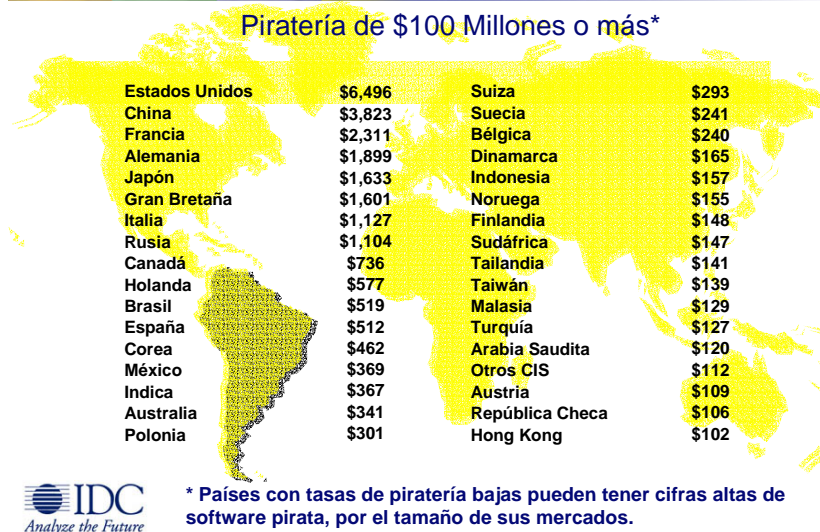 Piratería de $100 Millones o más*
Estados Unidos $6,496 Suiza $293
China $3,823 Suecia $241
Francia $2,311 Bélgica $240
Alemania $1,899 Dinamarca $165
Japón $1,633 Indonesia $157
Gran Bretaña $1,601 Noruega $155
Italia $1,127 Finlandia $148
Rusia $1,104 Sudáfrica $147
Canadá $736 Tailandia $141
Holanda $577 Taiwán $139
Brasil $519 Malasia $129
España $512 Turquía $127
Corea $462 Arabia Saudita $120
México $369 Otros CIS $112
Indica $367 Austria $109
Australia $341 República Checa $106
Polonia $301 Hong Kong $102
IDC
Analyze the Future
* Países con tasas de piratería bajas pueden tener cifras altas de
software pirata, por el tamaño de sus mercados.